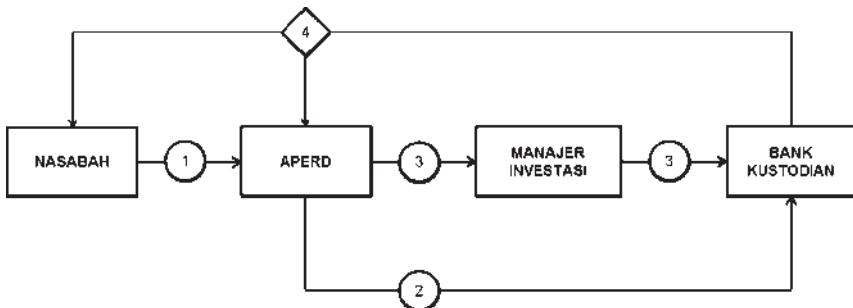 4
NASABAH
1
APERD
3
MANAJER
INVESTASI
3
BANK
KUSTODIAN
2